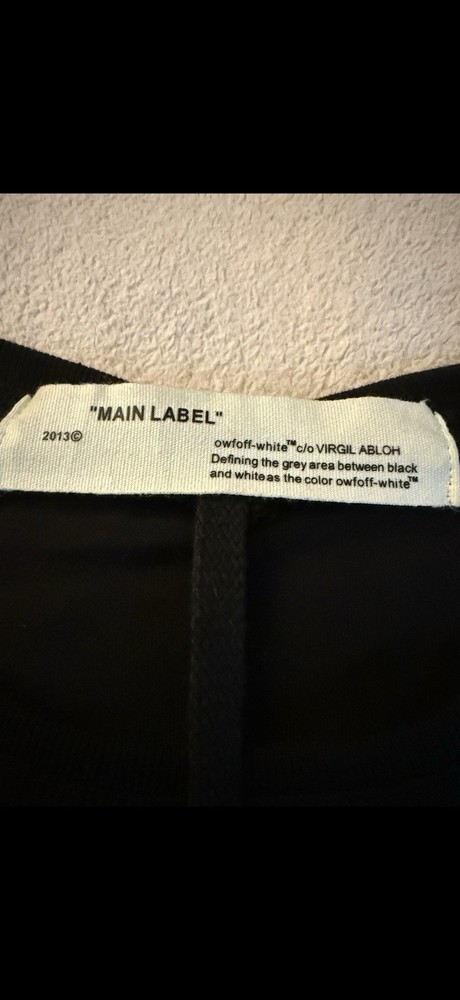 "MAIN LABEL"
2013©
owfoff-white™c/o VIRGIL ABLOH
Defining the grey area between black
and white as the color owfoff-white™